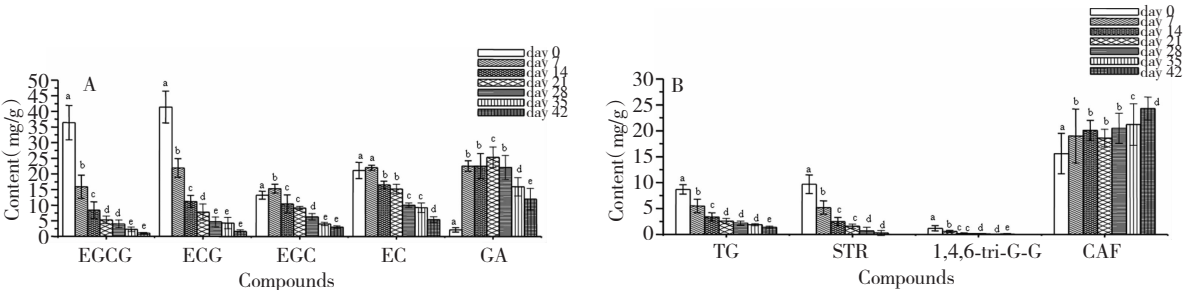 A
day 0
day 7
day 14
day 21
day 28
day 35
day 42
Content(mg/g)
50
45
40
35
30
25
20
15
10
5
0
a
b
c
d
d
e
e
a
b
c
d
e
e
e
a
b
c
d
d
e
e
a
a
b
b
c
c
d
a
b
b
c
b
d
e
EGCG
ECG
EGC
EC
GA
Compounds
B
day 0
day 7
day 14
day 21
day 28
day 35
day 42
Content(mg/g)
30
25
20
15
10
5
0
a
b
c
d
d
d
e
a
b
c
d
d
e
a
b
c
c
d
d
e
a
b
b
b
b
c
d
TG
STR
1,4,6-tri-G-G
CAF
Compounds